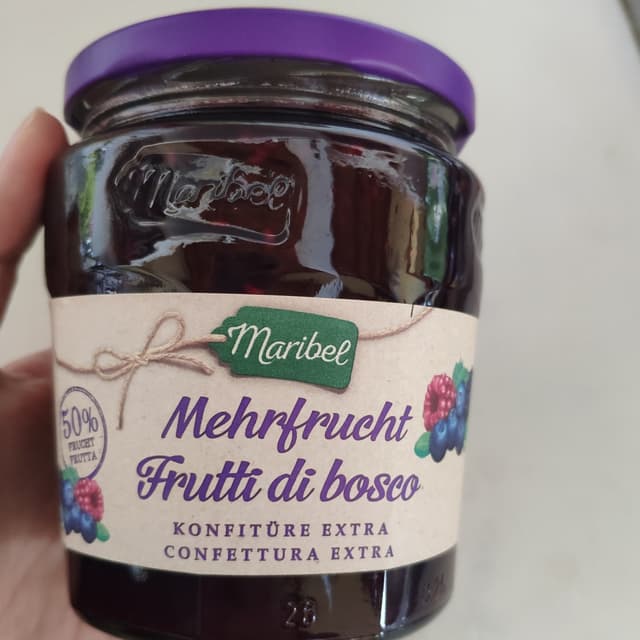 Maribel
Maribel
50%
FRUCHT
FRUTTA
Mehrfrucht
Frutti di bosco
KONFITÜRE EXTRA
CONFETTURA EXTRA
28